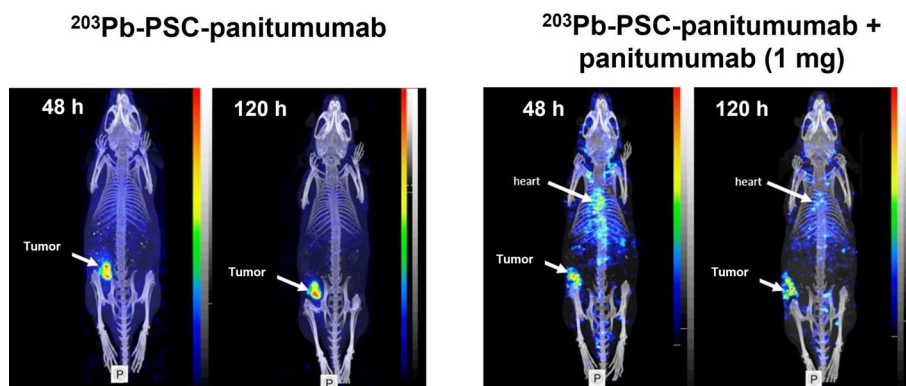 ²⁰³Pb-PSC-panitumumab
48 h
120 h
Tumor
Tumor
P
P
²⁰³Pb-PSC-panitumumab +
panitumumab (1 mg)
48 h
120 h
heart
heart
Tumor
Tumor
P
P